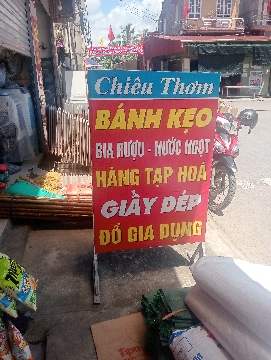 Chiêu Thơm
BÁNH KẸO
BIA RƯỢU - NƯỚC NGỌT
HÀNG TẠP HOÁ
GIẦY DÉP
ĐỒ GIA DỤNG